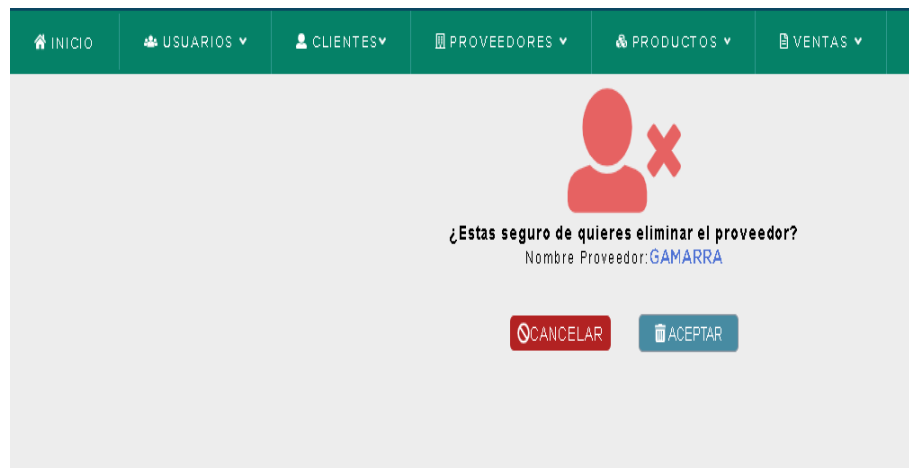 INICIO USUARIOS CLIENTES PROVEEDORES PRODUCTOS VENTAS
¿Estas seguro de quieres eliminar el proveedor?
Nombre Proveedor:GAMARRA
CANCELAR ACEPTAR